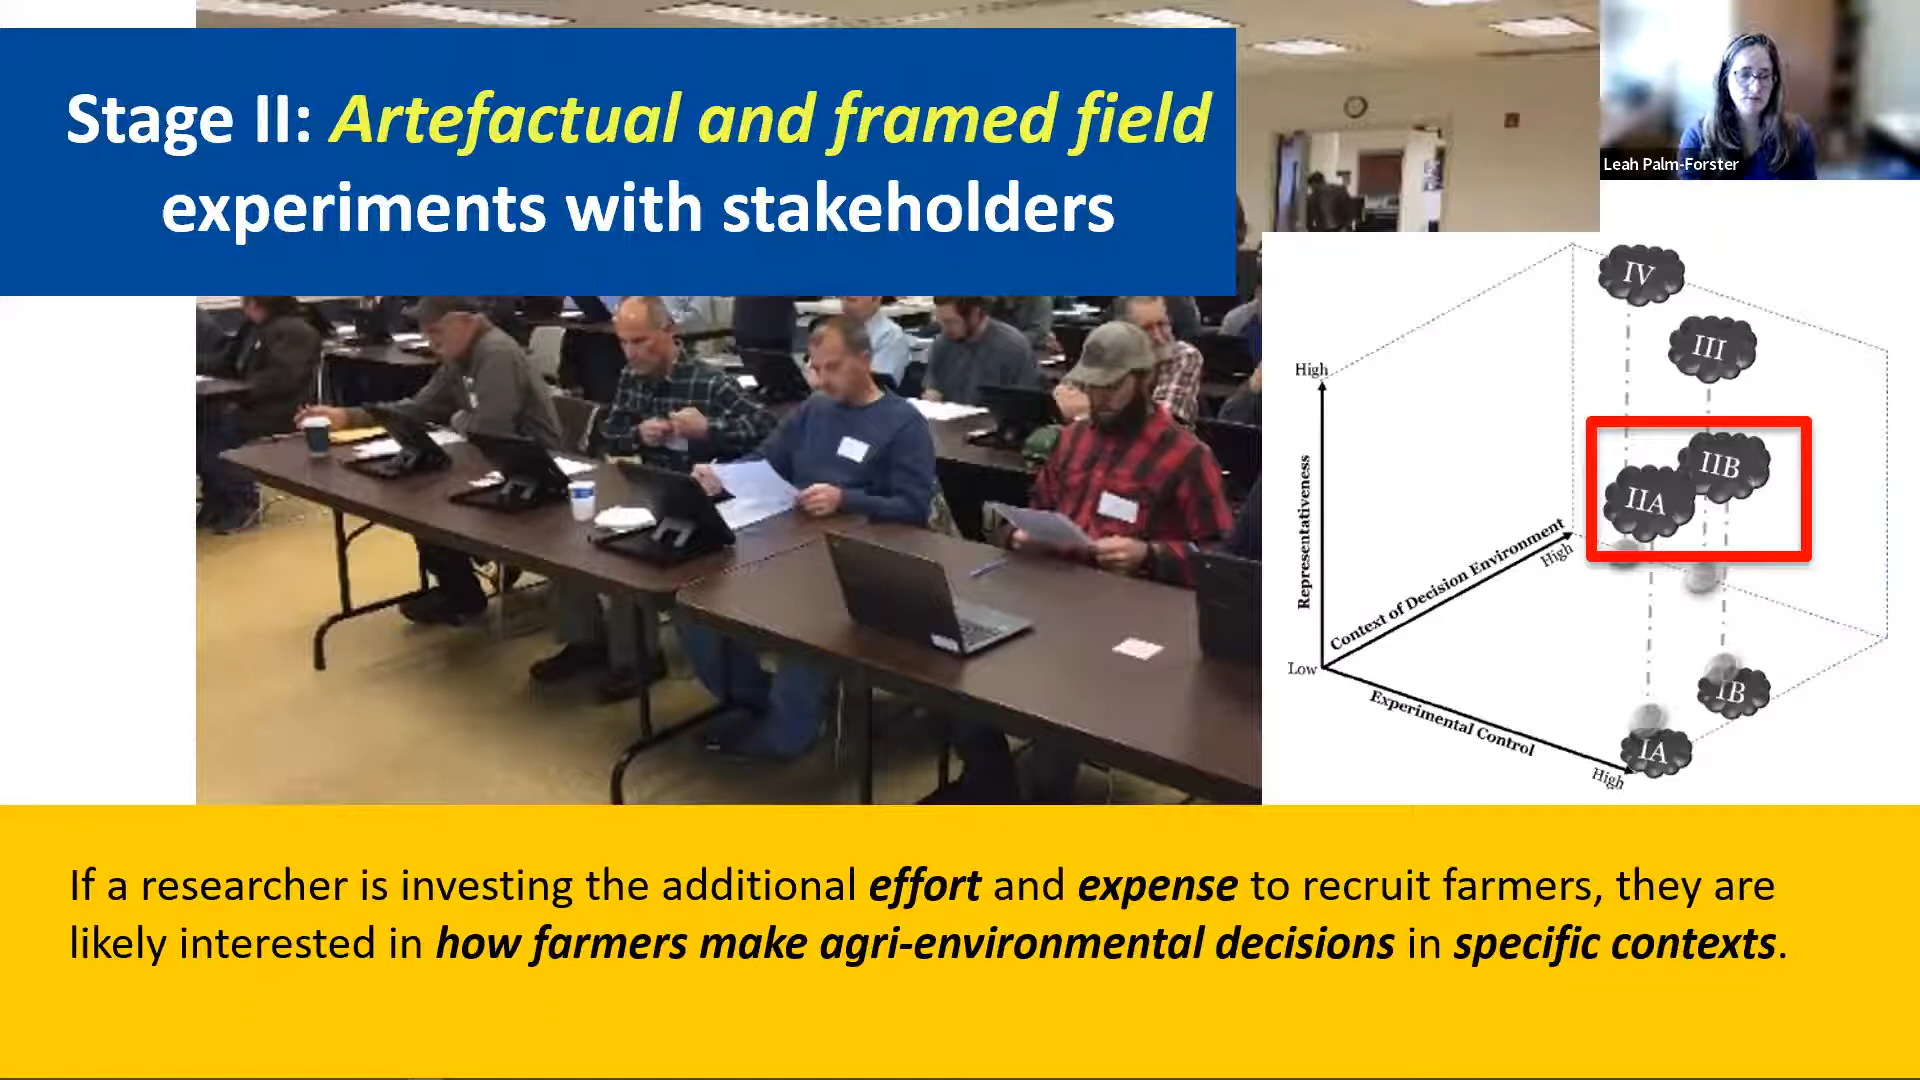 Stage II: Artefactual and framed field
experiments with stakeholders
Leah Palm-Forster
IV
III
High
IIB
IIA
Representativeness
Context of Decision Environment
High
Low
IB
Experimental Control
IA
High
If a researcher is investing the additional effort and expense to recruit farmers, they are
likely interested in how farmers make agri-environmental decisions in specific contexts.